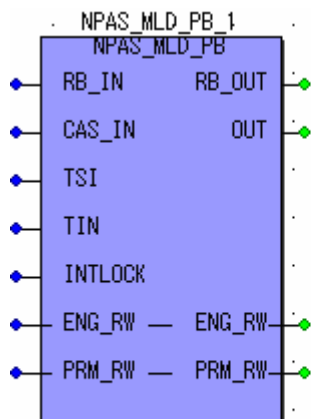 NPAS_MLD_PB_1
NPAS_MLD_PB
RB_IN RB_OUT
CAS_IN OUT
TSI
TIN
INTLOCK
ENG_RW — ENG_RW
PRM_RW — PRM_RW